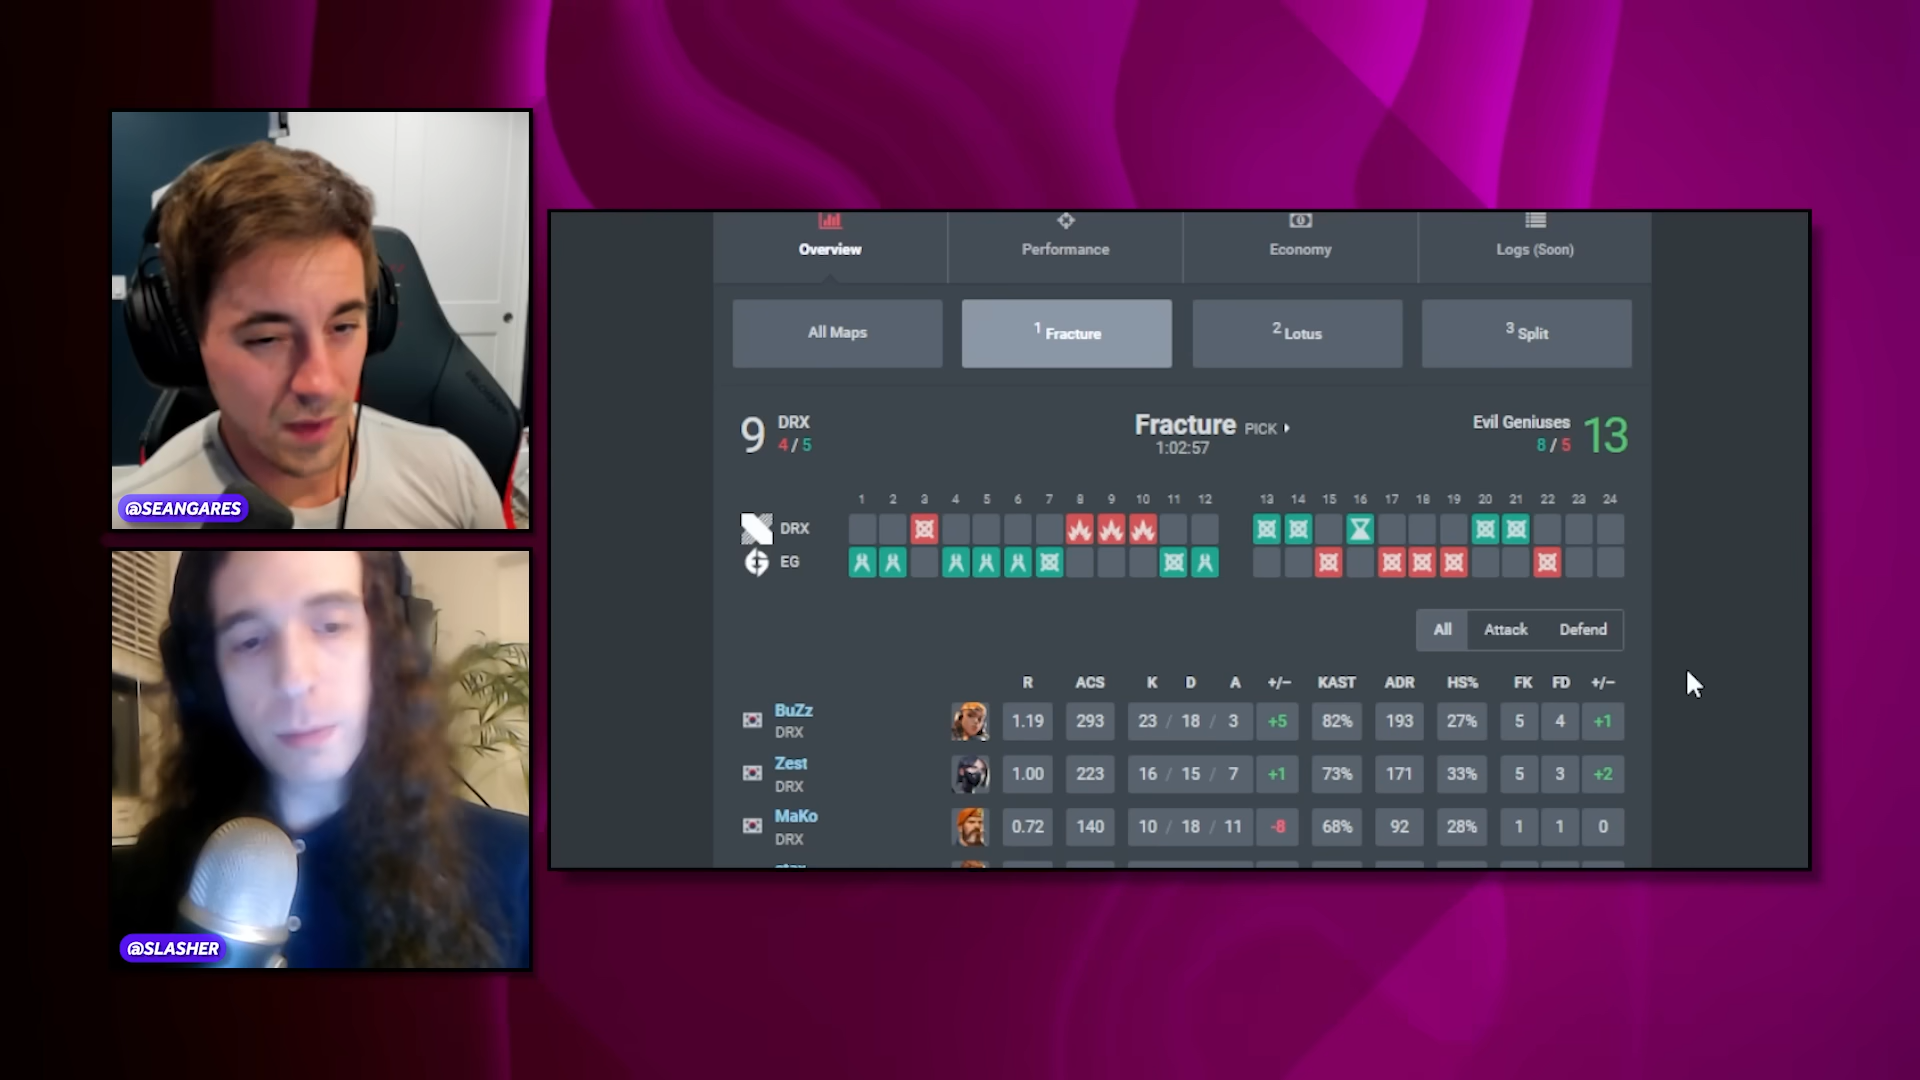 Overview
Performance
Economy
Logs (Soon)
All Maps
1 Fracture
2 Lotus
3 Split
9 DRX
4 / 5
Fracture PICK
1:02:57
Evil Geniuses 13
8 / 5
1 2 3 4 5 6 7 8 9 10 11 12 13 14 15 16 17 18 19 20 21 22 23 24
DRX
EG
All Attack Defend
R ACS K D A +/– KAST ADR HS% FK FD +/–
BuZz
DRX
1.19 293 23 / 18 / 3 +5 82% 193 27% 5 4 +1
Zest
DRX
1.00 223 16 / 15 / 7 +1 73% 171 33% 5 3 +2
MaKo
DRX
0.72 140 10 / 18 / 11 -8 68% 92 28% 1 1 0
@SEANGARES
@SLASHER